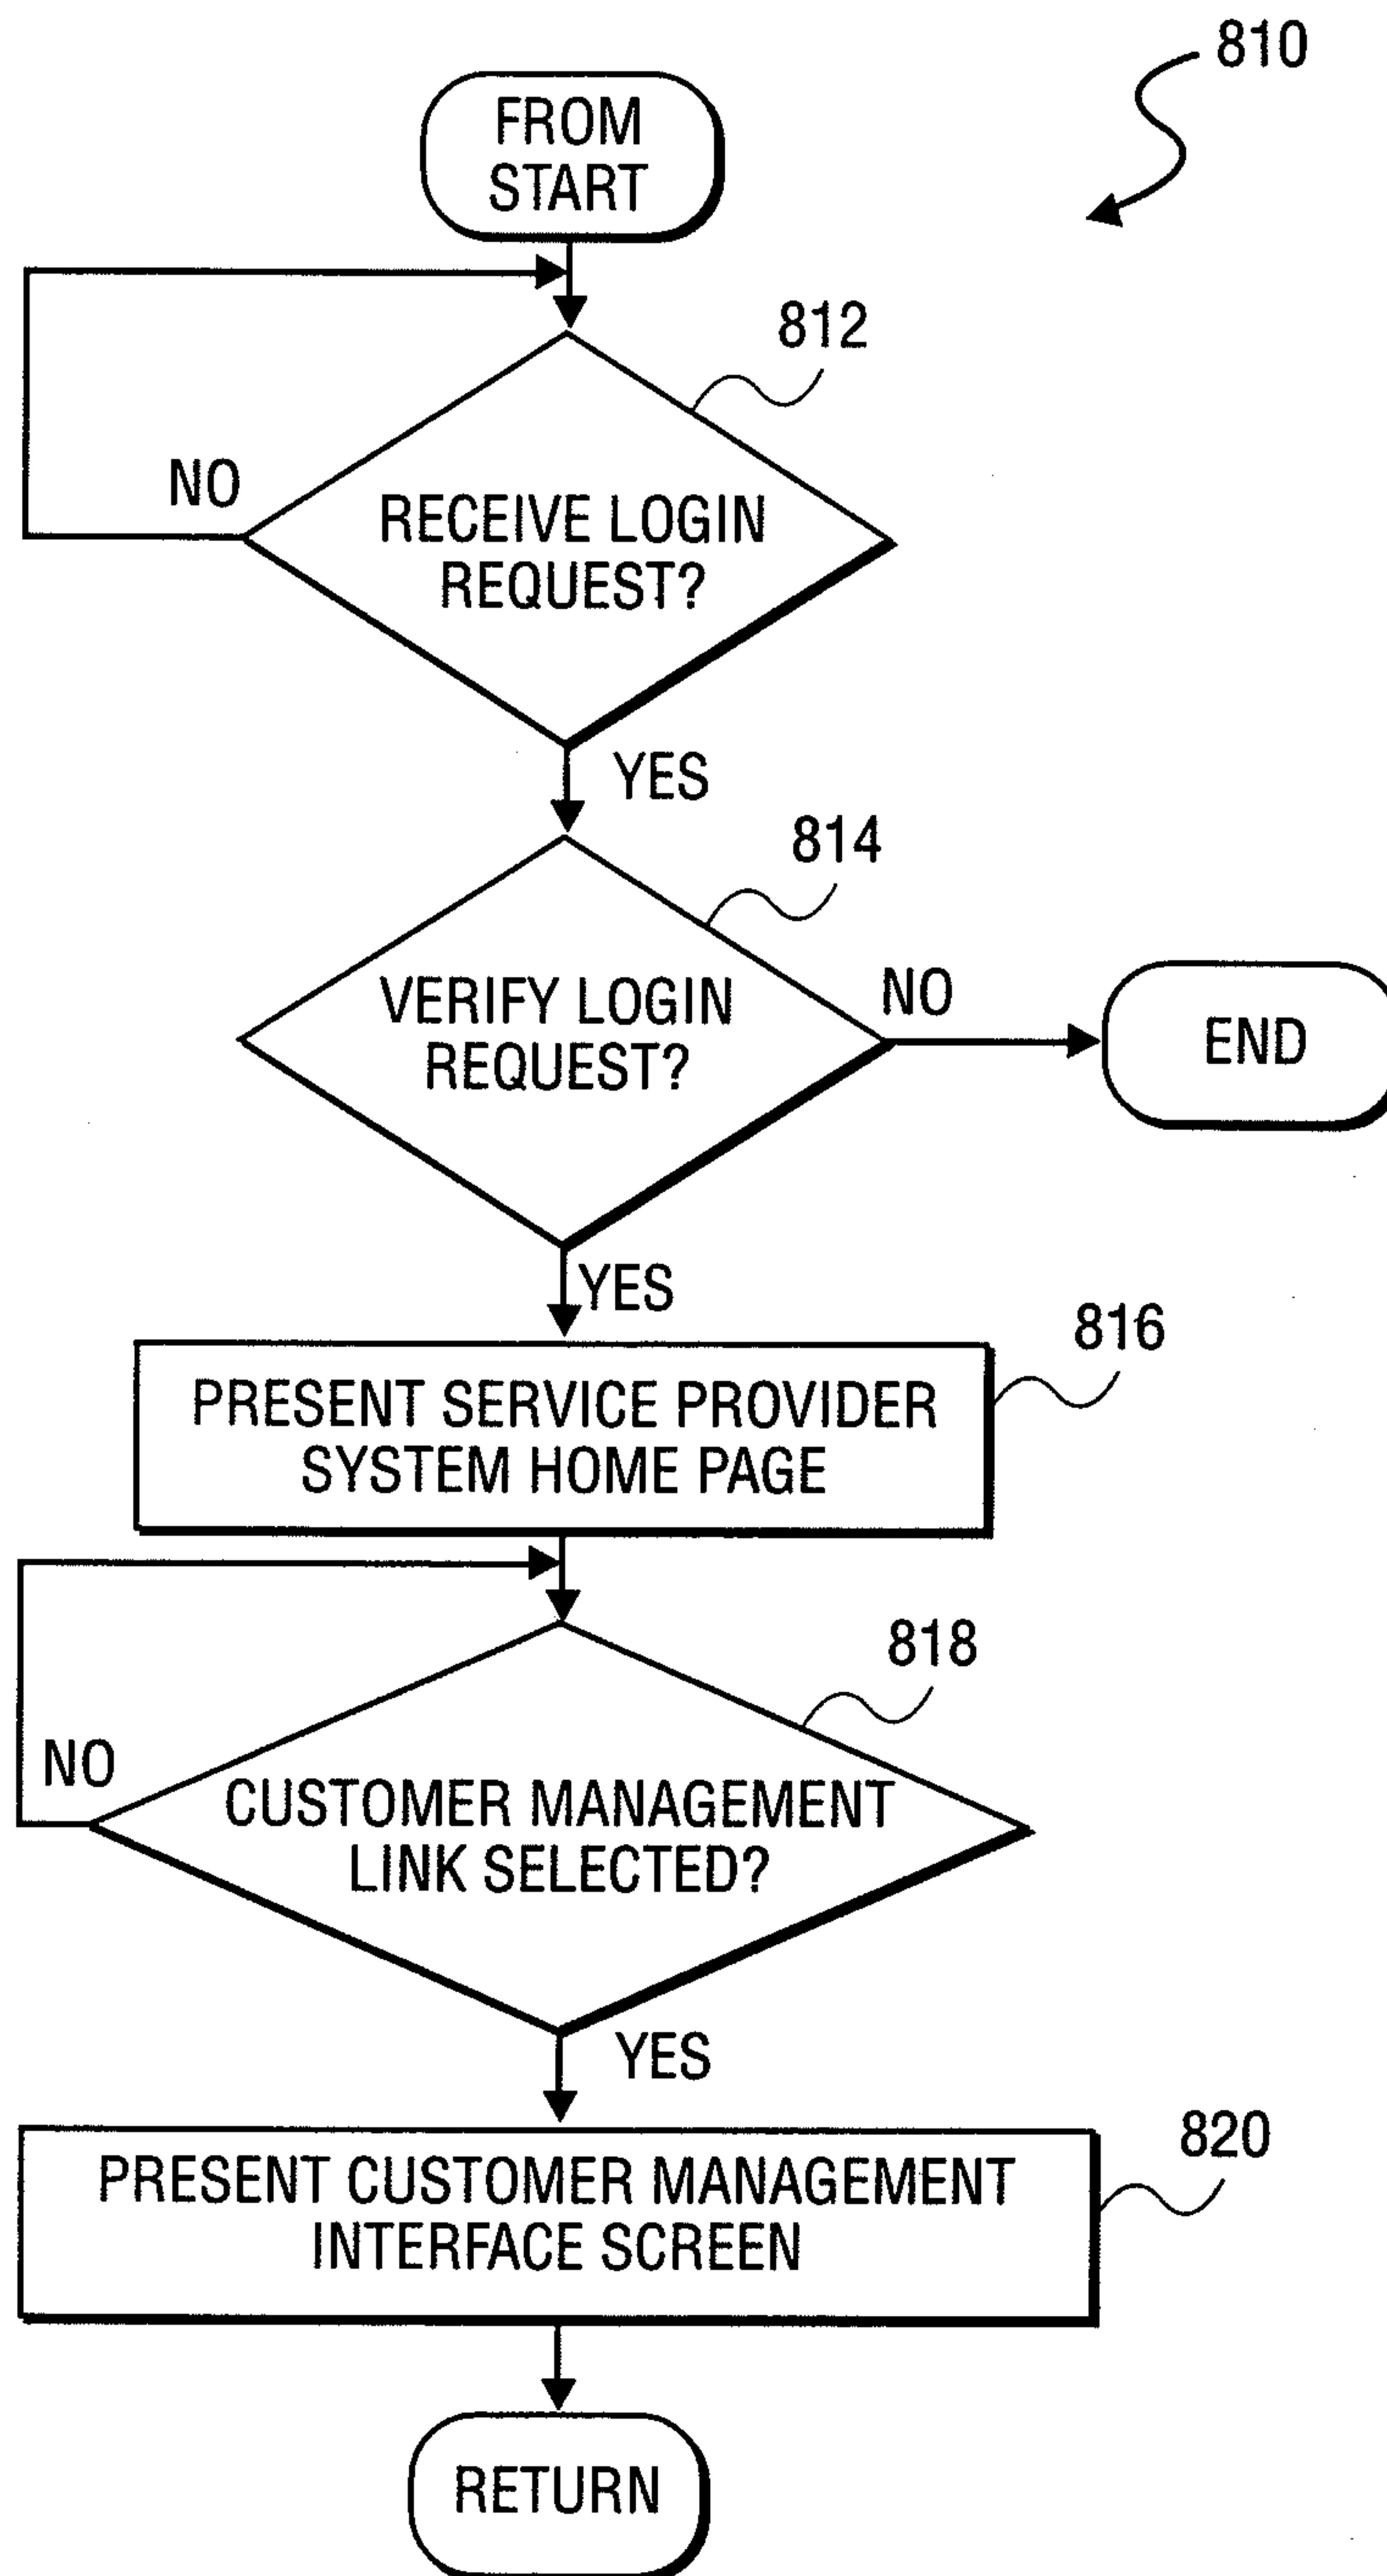 810
FROM
START
812
NO
RECEIVE LOGIN
REQUEST?
YES
814
VERIFY LOGIN
REQUEST?
NO
END
YES
816
PRESENT SERVICE PROVIDER
SYSTEM HOME PAGE
818
NO
CUSTOMER MANAGEMENT
LINK SELECTED?
YES
820
PRESENT CUSTOMER MANAGEMENT
INTERFACE SCREEN
RETURN